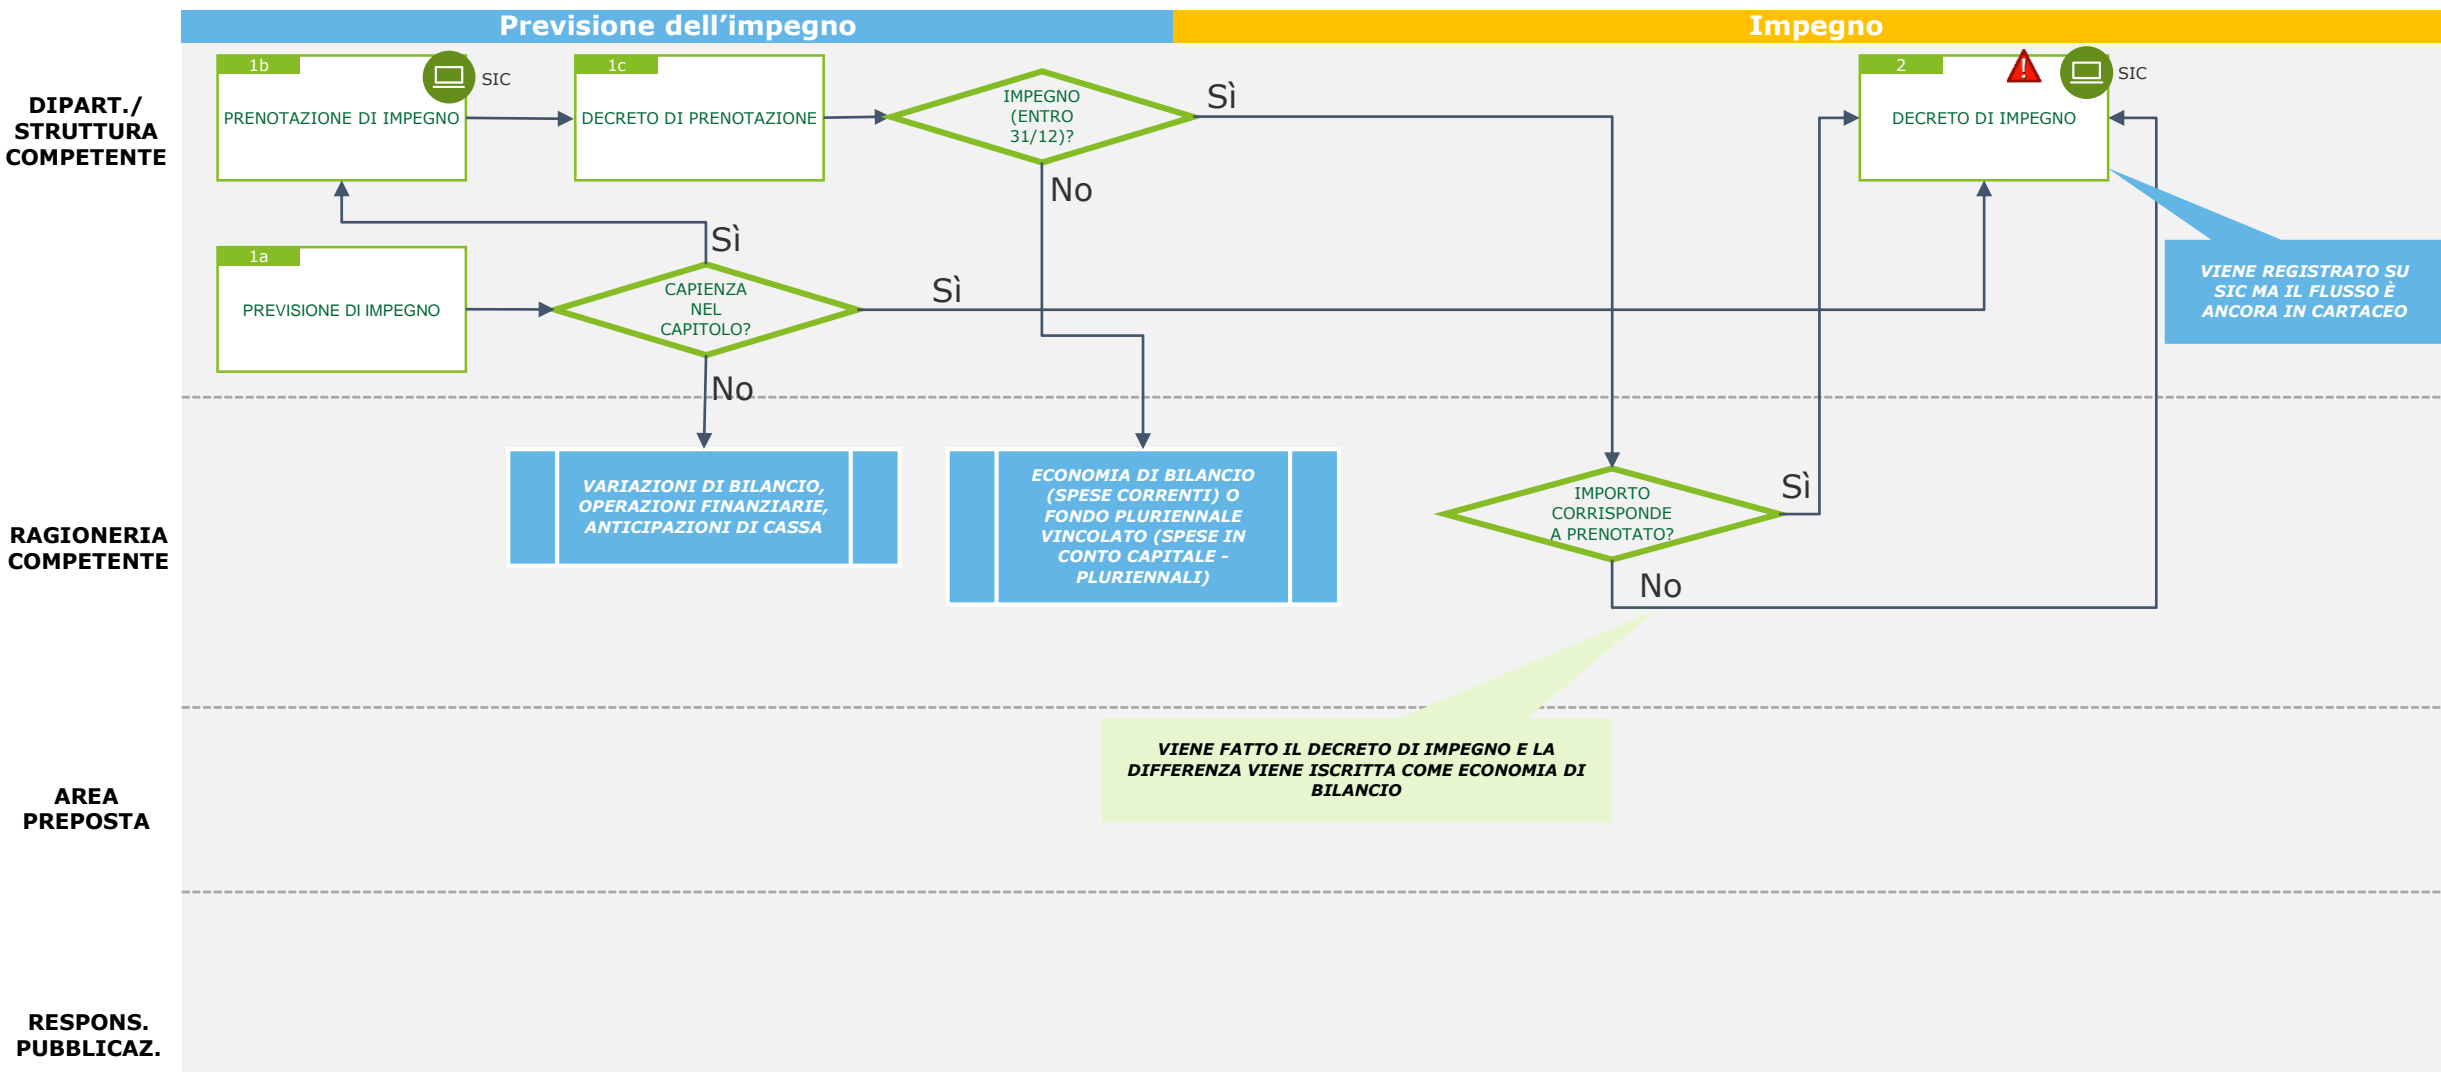 Previsione dell’impegno
Impegno
DIPART./
STRUTTURA
COMPETENTE
1b
SIC
PRENOTAZIONE DI IMPEGNO
1c
DECRETO DI PRENOTAZIONE
IMPEGNO
(ENTRO
31/12)?
Sì
No
2
SIC
DECRETO DI IMPEGNO
1a
PREVISIONE DI IMPEGNO
Sì
CAPIENZA
NEL
CAPITOLO?
Sì
No
VIENE REGISTRATO SU
SIC MA IL FLUSSO È
ANCORA IN CARTACEO
RAGIONERIA
COMPETENTE
VARIAZIONI DI BILANCIO,
OPERAZIONI FINANZIARIE,
ANTICIPAZIONI DI CASSA
ECONOMIA DI BILANCIO
(SPESE CORRENTI) O
FONDO PLURIENNALE
VINCOLATO (SPESE IN
CONTO CAPITALE -
PLURIENNALI)
IMPORTO
CORRISPONDE
A PRENOTATO?
Sì
No
AREA
PREPOSTA
VIENE FATTO IL DECRETO DI IMPEGNO E LA
DIFFERENZA VIENE ISCRITTA COME ECONOMIA DI
BILANCIO
RESPONS.
PUBBLICAZ.